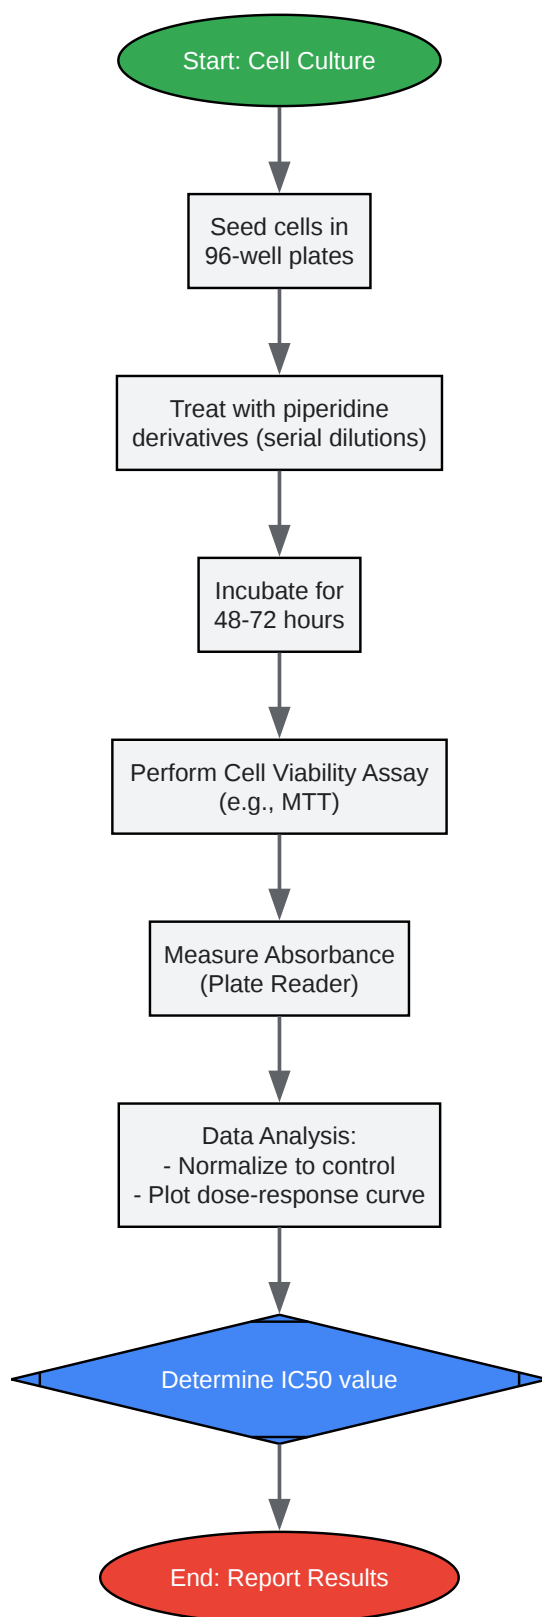 Start: Cell Culture
Seed cells in
96-well plates
Treat with piperidine
derivatives (serial dilutions)
Incubate for
48-72 hours
Perform Cell Viability Assay
(e.g., MTT)
Measure Absorbance
(Plate Reader)
Data Analysis:
- Normalize to control
- Plot dose-response curve
Determine IC50 value
End: Report Results